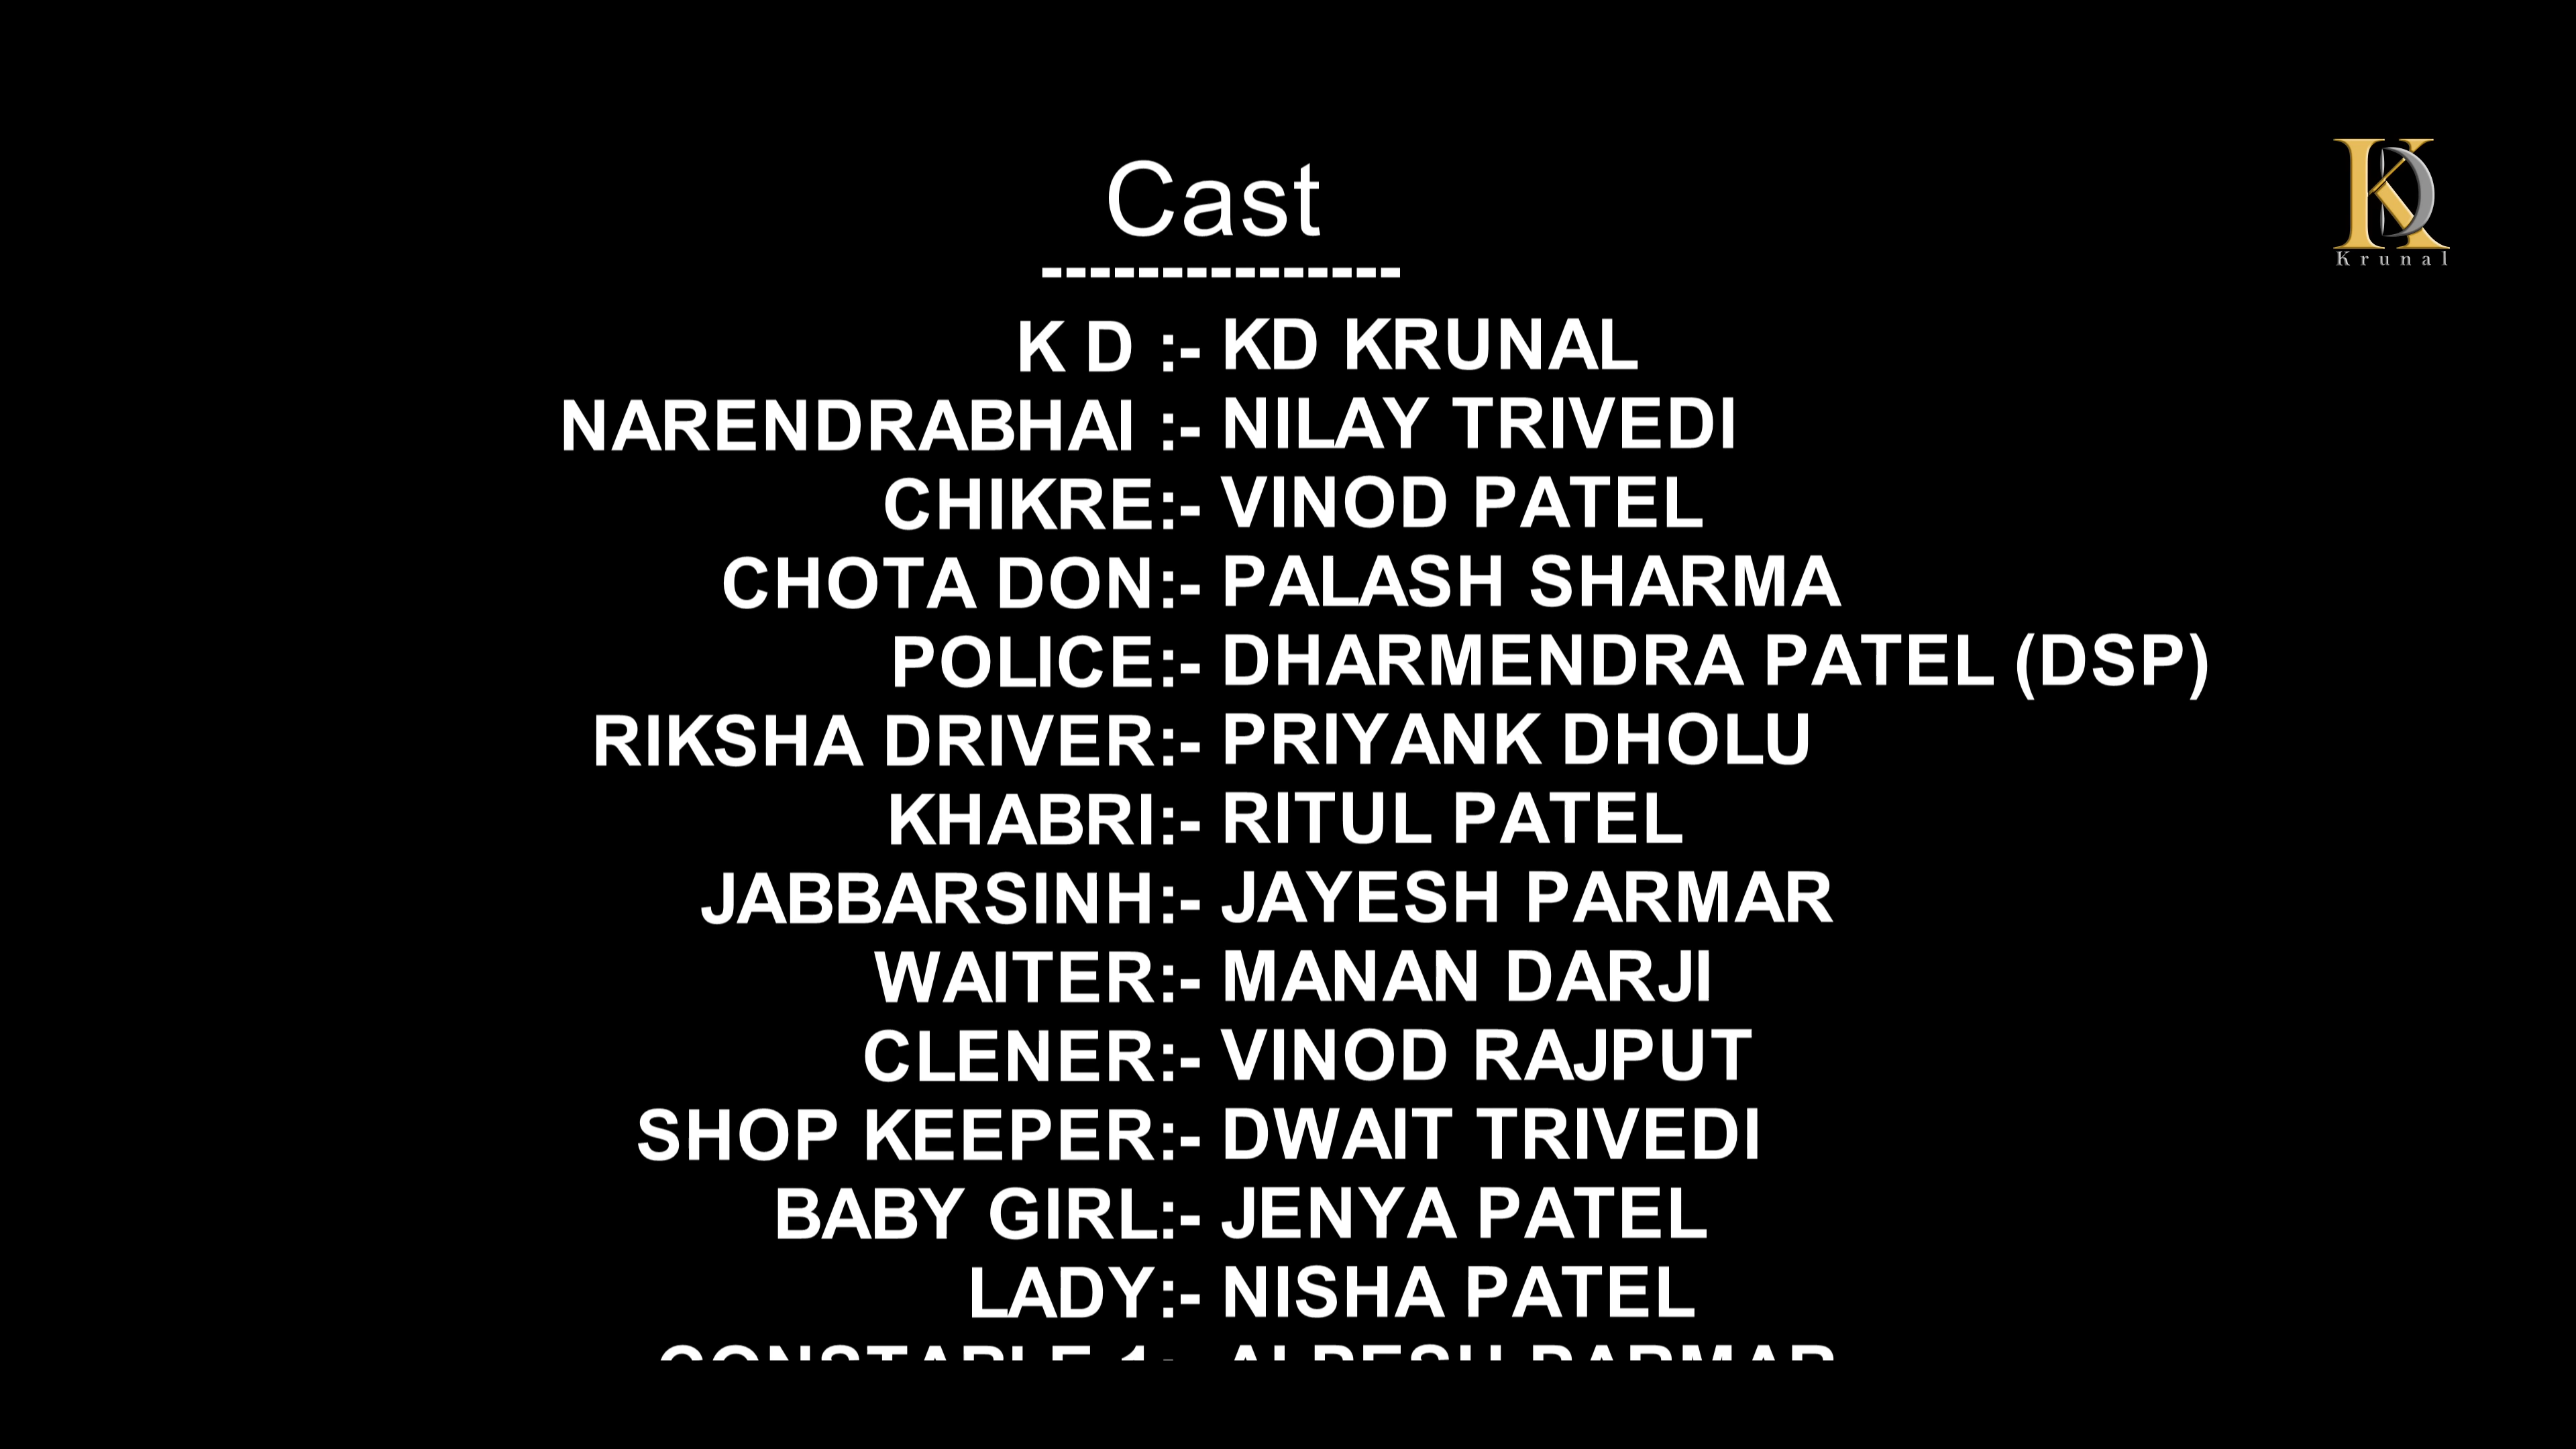 Cast
---------------
K D :- KD KRUNAL
NARENDRABHAI :- NILAY TRIVEDI
CHIKRE:- VINOD PATEL
CHOTA DON:- PALASH SHARMA
POLICE:- DHARMENDRA PATEL (DSP)
RIKSHA DRIVER:- PRIYANK DHOLU
KHABRI:- RITUL PATEL
JABBARSINH:- JAYESH PARMAR
WAITER:- MANAN DARJI
CLENER:- VINOD RAJPUT
SHOP KEEPER:- DWAIT TRIVEDI
BABY GIRL:- JENYA PATEL
LADY:- NISHA PATEL
KD
Krunal